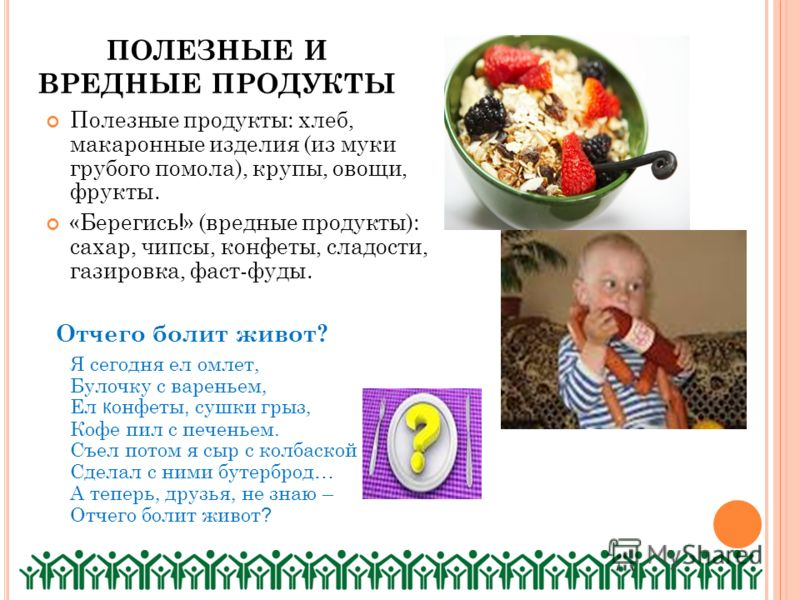 ПОЛЕЗНЫЕ И
ВРЕДНЫЕ ПРОДУКТЫ
Полезные продукты: хлеб,
макаронные изделия (из муки
грубого помола), крупы, овощи,
фрукты.
«Берегись!» (вредные продукты):
сахар, чипсы, конфеты, сладости,
газировка, фаст-фуды.
Отчего болит живот?
Я сегодня ел омлет,
Булочку с вареньем,
Ел конфеты, сушки грыз,
Кофе пил с печеньем.
Съел потом я сыр с колбаской
Сделал с ними бутерброд…
А теперь, друзья, не знаю –
Отчего болит живот?
MyShared